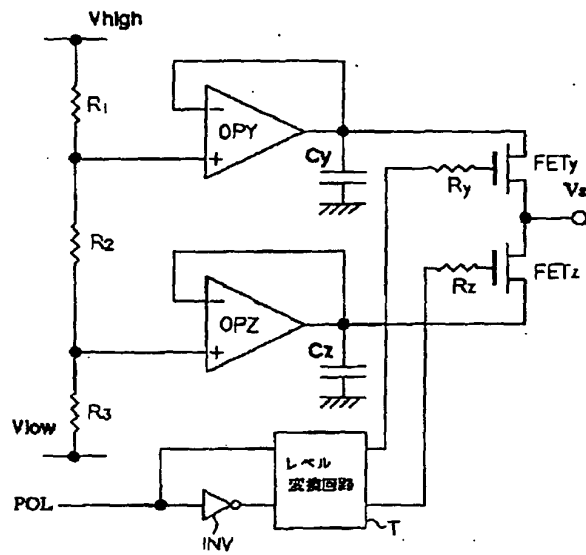 Vhigh
R1
OPY
Cy
Ry
FETy
R2
OPZ
Cz
Rz
FETz
R3
Vlow
レベル
変換回路
POL
INV
T